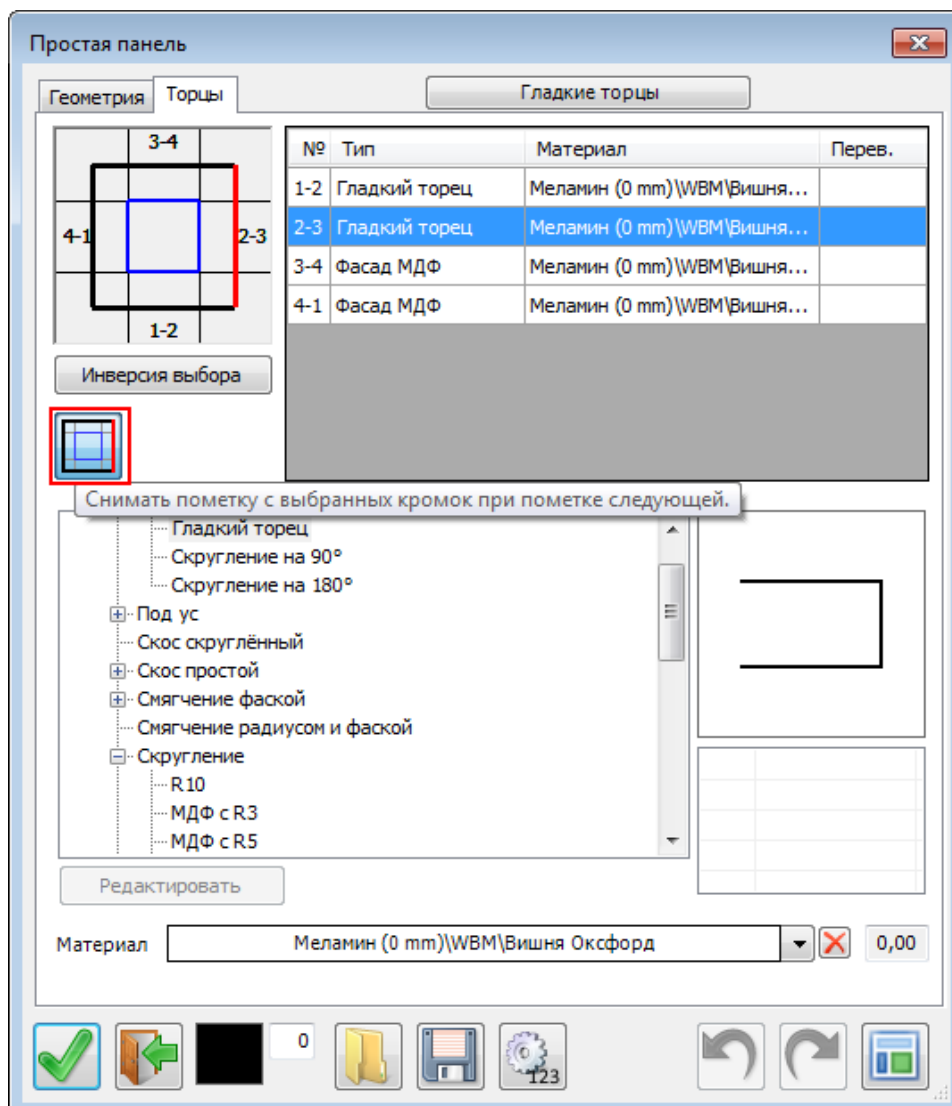 Простая панель
Геометрия Торцы Гладкие торцы
3-4
4-1 2-3
1-2
Инверсия выбора
№ Тип Материал Перев.
1-2 Гладкий торец Меламин (0 mm)\WBM\Вишня...
2-3 Гладкий торец Меламин (0 mm)\WBM\Вишня...
3-4 Фасад МДФ Меламин (0 mm)\WBM\Вишня...
4-1 Фасад МДФ Меламин (0 mm)\WBM\Вишня...
Снимать пометку с выбранных кромок при пометке следующей.
Гладкий торец
Скругление на 90°
Скругление на 180°
Под ус
Скос скруглённый
Скос простой
Смягчение фаской
Смягчение радиусом и фаской
Скругление
R10
МДФ с R3
МДФ с R5
Редактировать
Материал Меламин (0 mm)\WBM\Вишня Оксфорд 0,00
0
123